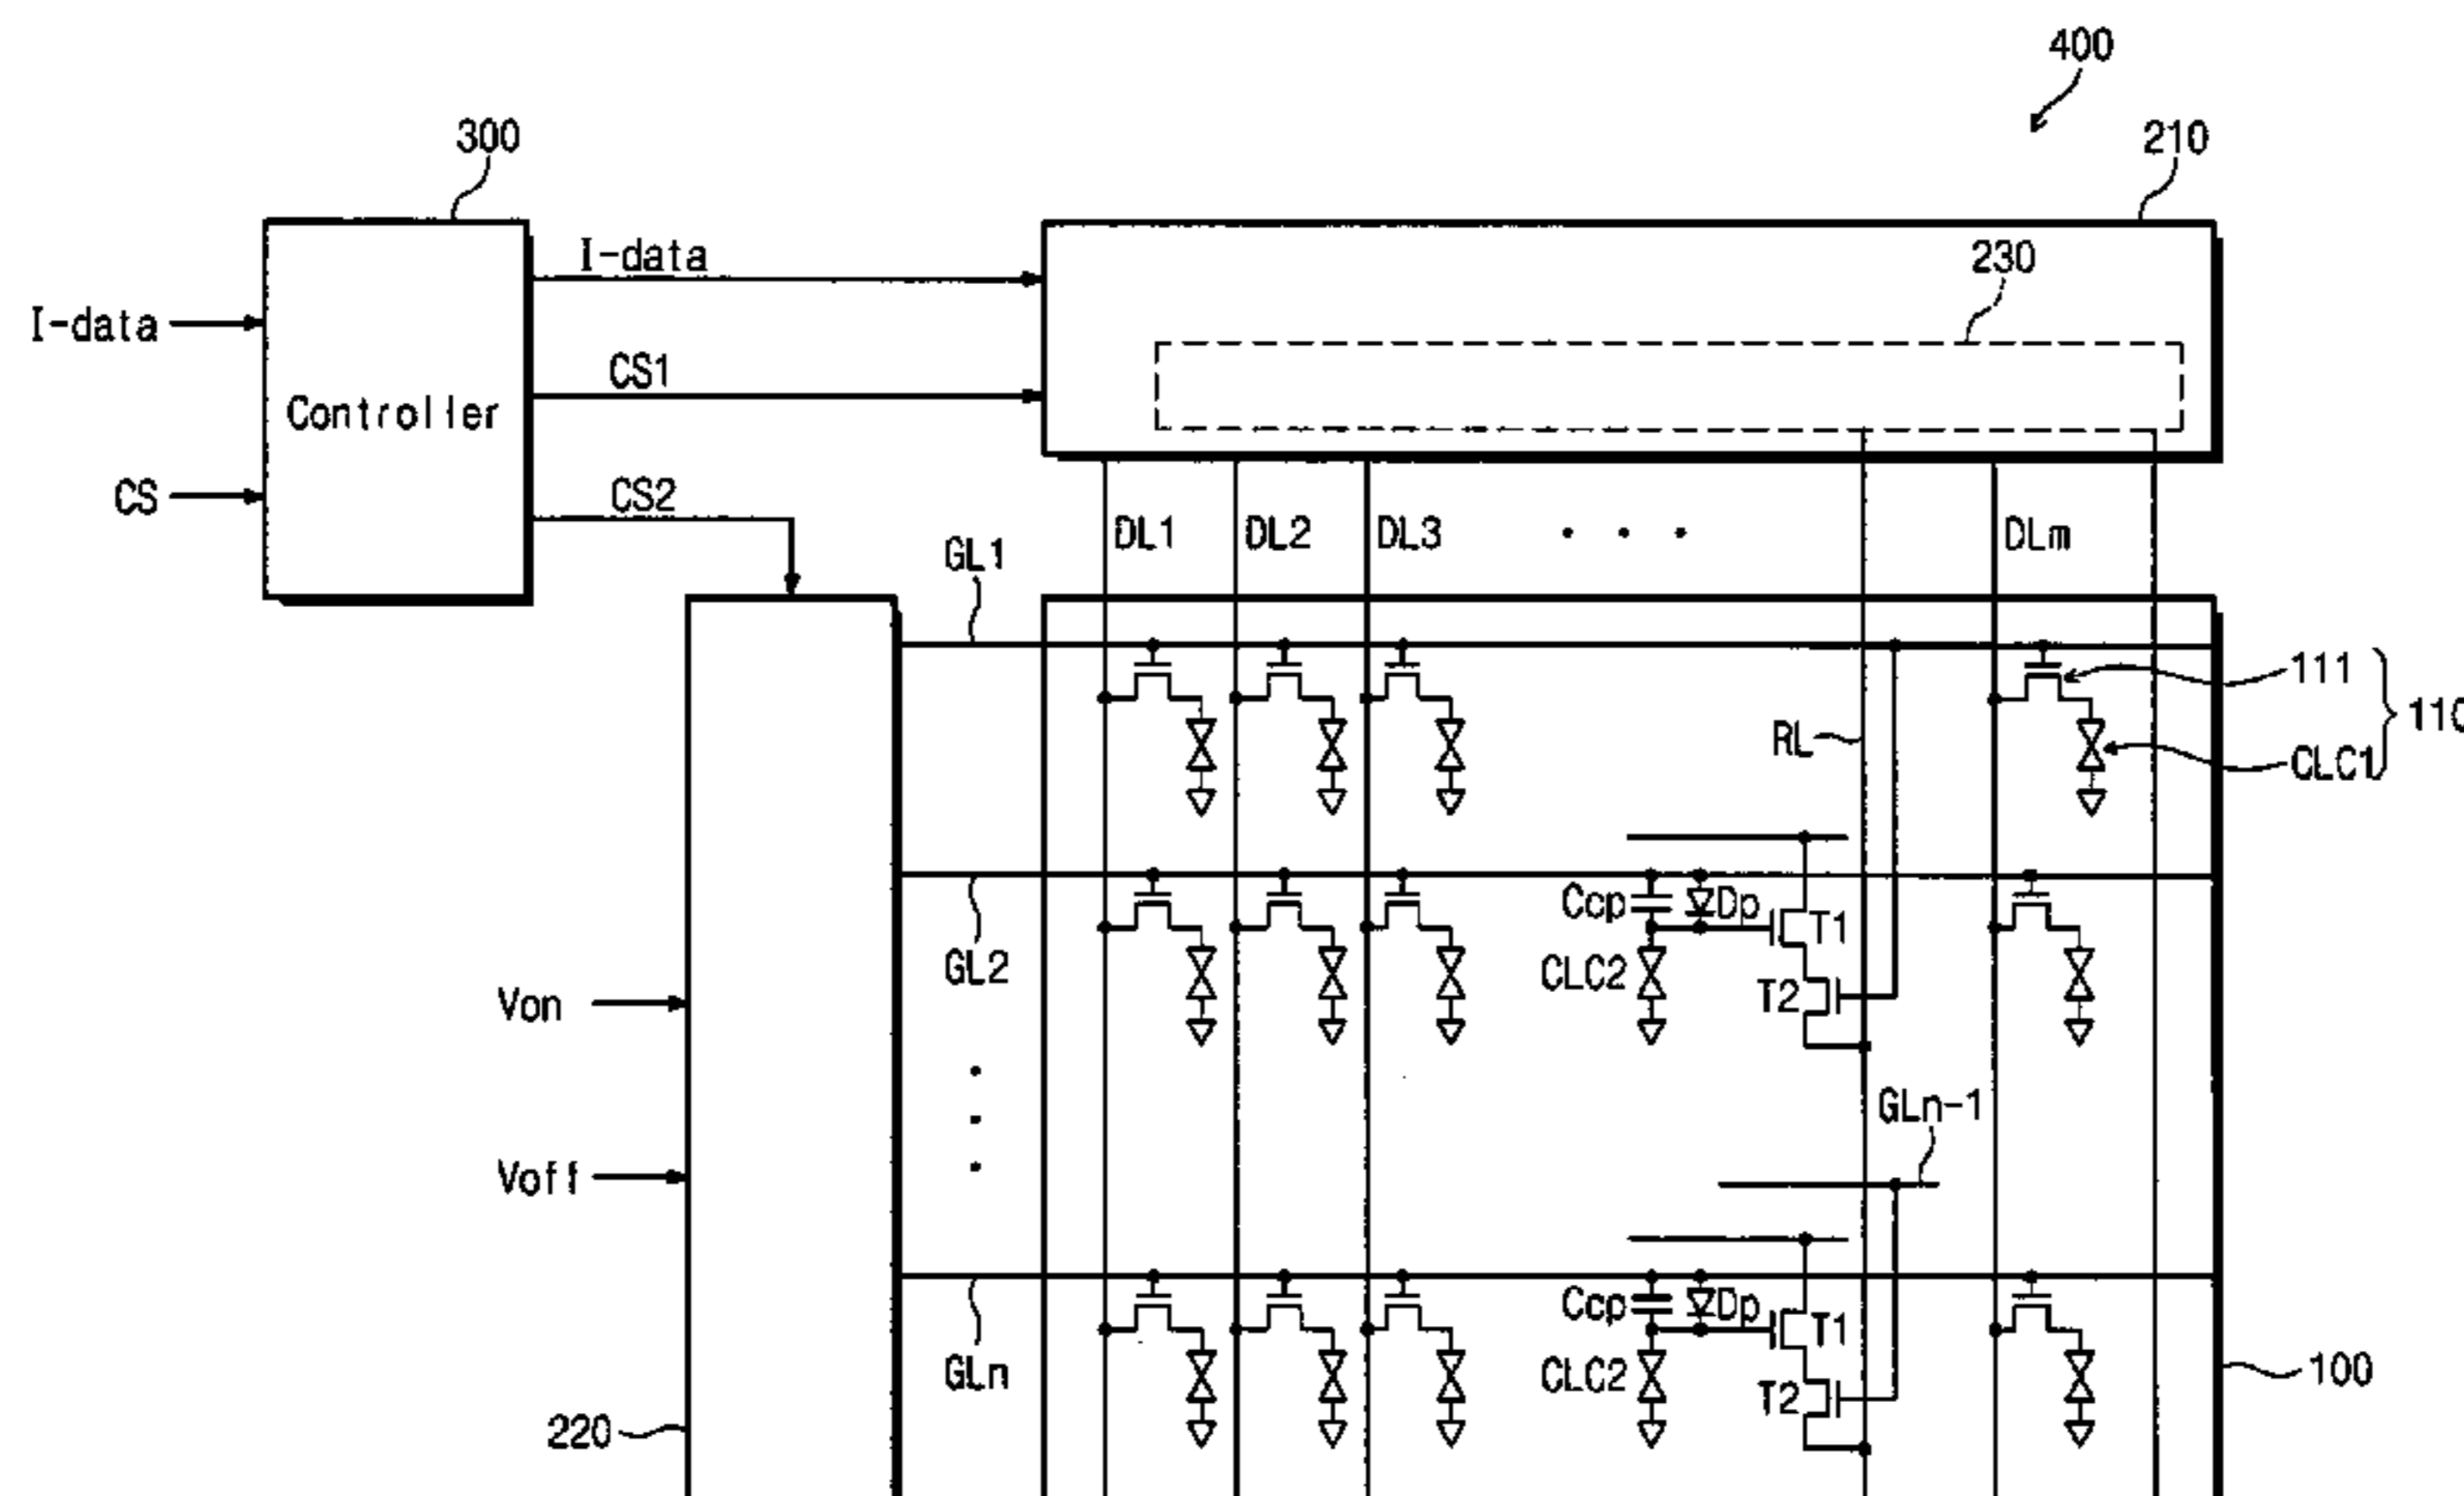 400
300
210
I-data
230
I-data
CS1
Controller
CS
CS2
DL1
DL2
DL3
. . .
DLm
GL1
111
110
RL
CLC1
Ccp
Dp
T1
GL2
CLC2
T2
Von
GLn-1
Voff
Ccp
Dp
T1
GLn
CLC2
T2
100
220